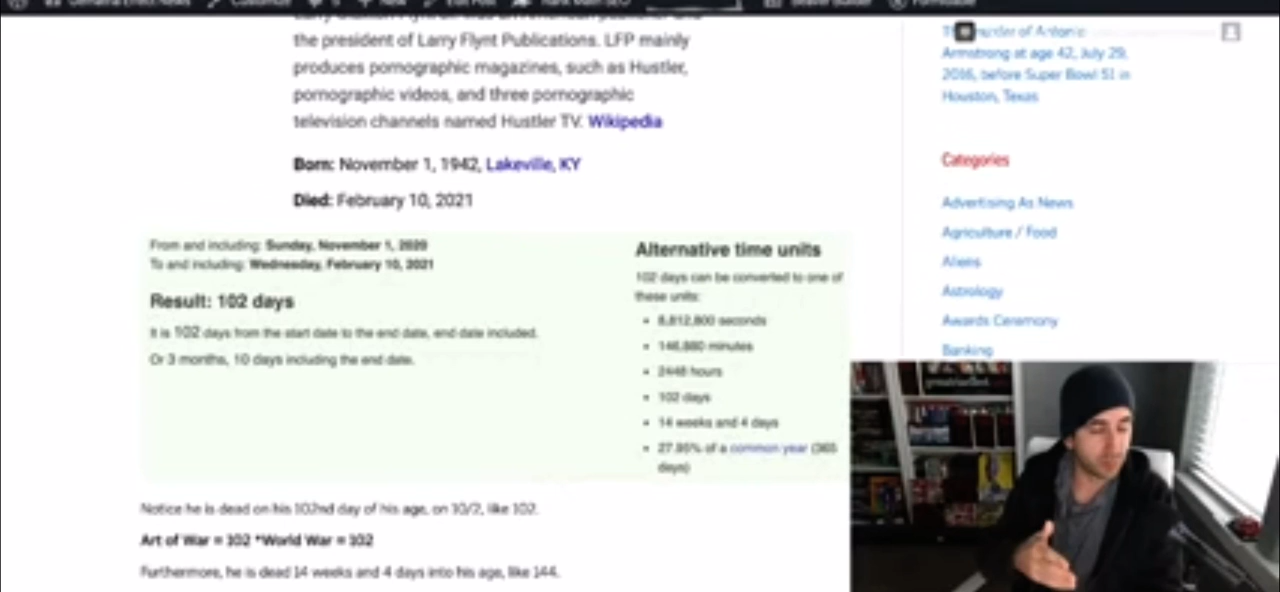 the president of Larry Flynt Publications. LFP mainly
produces pornographic magazines, such as Hustler,
pornographic videos, and three pornographic
television channels named Hustler TV. Wikipedia
Born: November 1, 1942, Lakeville, KY
Died: February 10, 2021
From and including: Sunday, November 1, 2020
To and including: Wednesday, February 10, 2021
Result: 102 days
It is 102 days from the start date to the end date, end date included.
Or 3 months, 10 days including the end date.
Alternative time units
102 days can be converted to one of
these units:
• 8,812,800 seconds
• 146,880 minutes
• 2448 hours
• 102 days
• 14 weeks and 4 days
• 27.95% of a common year (365
days)
Notice he is dead on his 102nd day of his age, on 10/2, like 102.
Art of War = 102 *World War = 102
Furthermore, he is dead 14 weeks and 4 days into his age, like 144.
murder of Antonio
Armstrong at age 42, July 29,
2016, before Super Bowl 51 in
Houston, Texas
Categories
Advertising As News
Agriculture / Food
Aliens
Astrology
Awards Ceremony
Banking